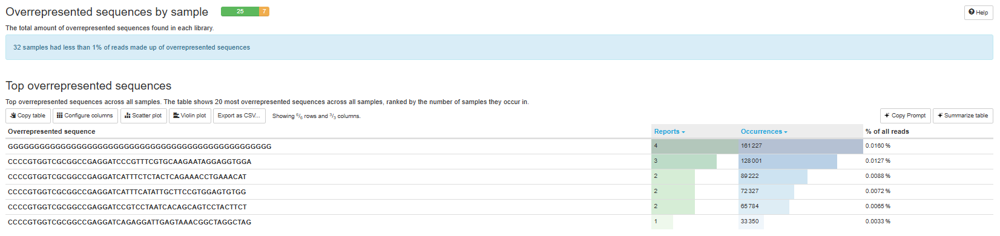 Overrepresented sequences by sample 25 7 Help
The total amount of overrepresented sequences found in each library.
32 samples had less than 1% of reads made up of overrepresented sequences
Top overrepresented sequences
Top overrepresented sequences across all samples. The table shows 20 most overrepresented sequences across all samples, ranked by the number of samples they occur in.
Copy table Configure columns Scatter plot Violin plot Export as CSV... Showing 6/6 rows and 3/3 columns. Copy Prompt Summarize table
Overrepresented sequence Reports Occurrences % of all reads
GGGGGGGGGGGGGGGGGGGGGGGGGGGGGGGGGGGGGGGGGGGGGGGGGG 4 161 227 0.0160 %
CCCCGTGGTCGCGGCCGAGGATCCCGTTTCGTGCAAGAATAGGAGGTGGA 3 128 001 0.0127 %
CCCCGTGGTCGCGGCCGAGGATCATTTCTCTACTCAGAAACCTGAAACAT 2 89 222 0.0088 %
CCCCGTGGTCGCGGCCGAGGATCATTTCATATTGCTTCCGTGGAGTGTGG 2 72 327 0.0072 %
CCCCGTGGTCGCGGCCGAGGATCCGTCCTAATCACAGCAGTCCTACTTCT 2 65 784 0.0065 %
CCCCGTGGTCGCGGCCGAGGATCAGAGGATTGAGTAAACGGCTAGGCTAG 1 33 350 0.0033 %